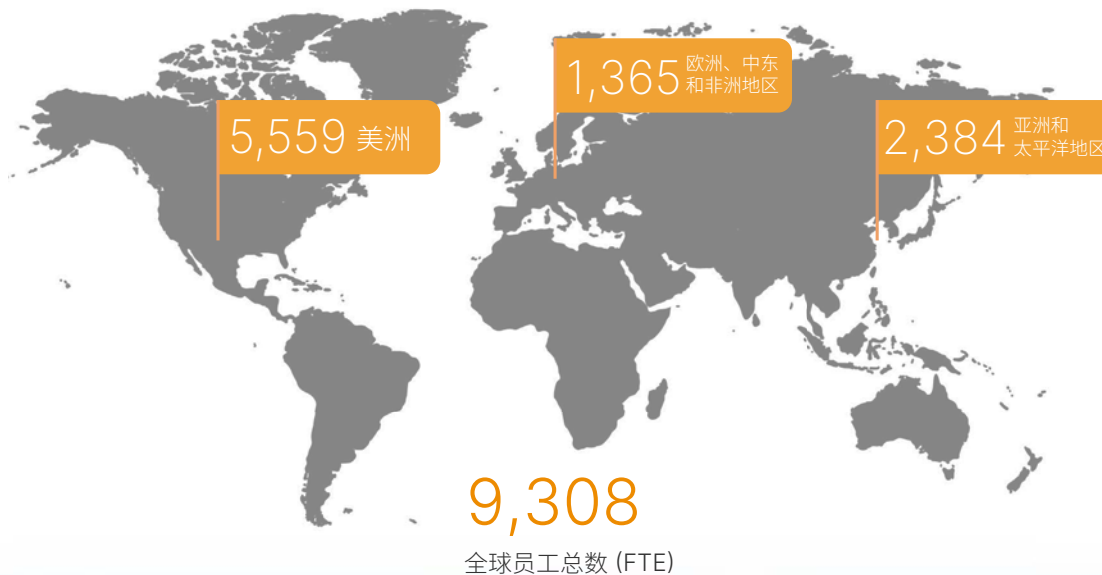 1,365 欧洲、中东
和非洲地区
5,559 美洲
2,384 亚洲和
太平洋地区
9,308
全球员工总数 (FTE)